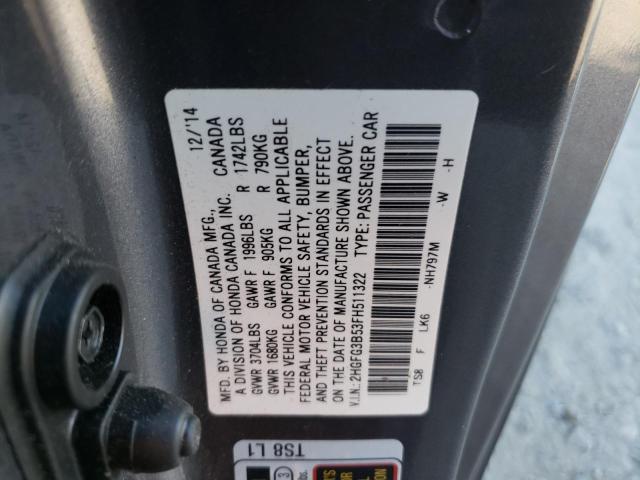 MFD. BY HONDA OF CANADA MFG., 12/'14
A DIVISION OF HONDA CANADA INC. CANADA
GVWR 3704LBS GAWR F 1996LBS R 1742LBS
GVWR 1680KG GAWR F 905KG R 790KG
THIS VEHICLE CONFORMS TO ALL APPLICABLE
FEDERAL MOTOR VEHICLE SAFETY, BUMPER,
AND THEFT PREVENTION STANDARDS IN EFFECT
ON THE DATE OF MANUFACTURE SHOWN ABOVE.
V.I.N.: 2HGFG3B53FH511322 TYPE: PASSENGER CAR
TS8 F LK6 -NH797M -W -H
TS8 L1
3